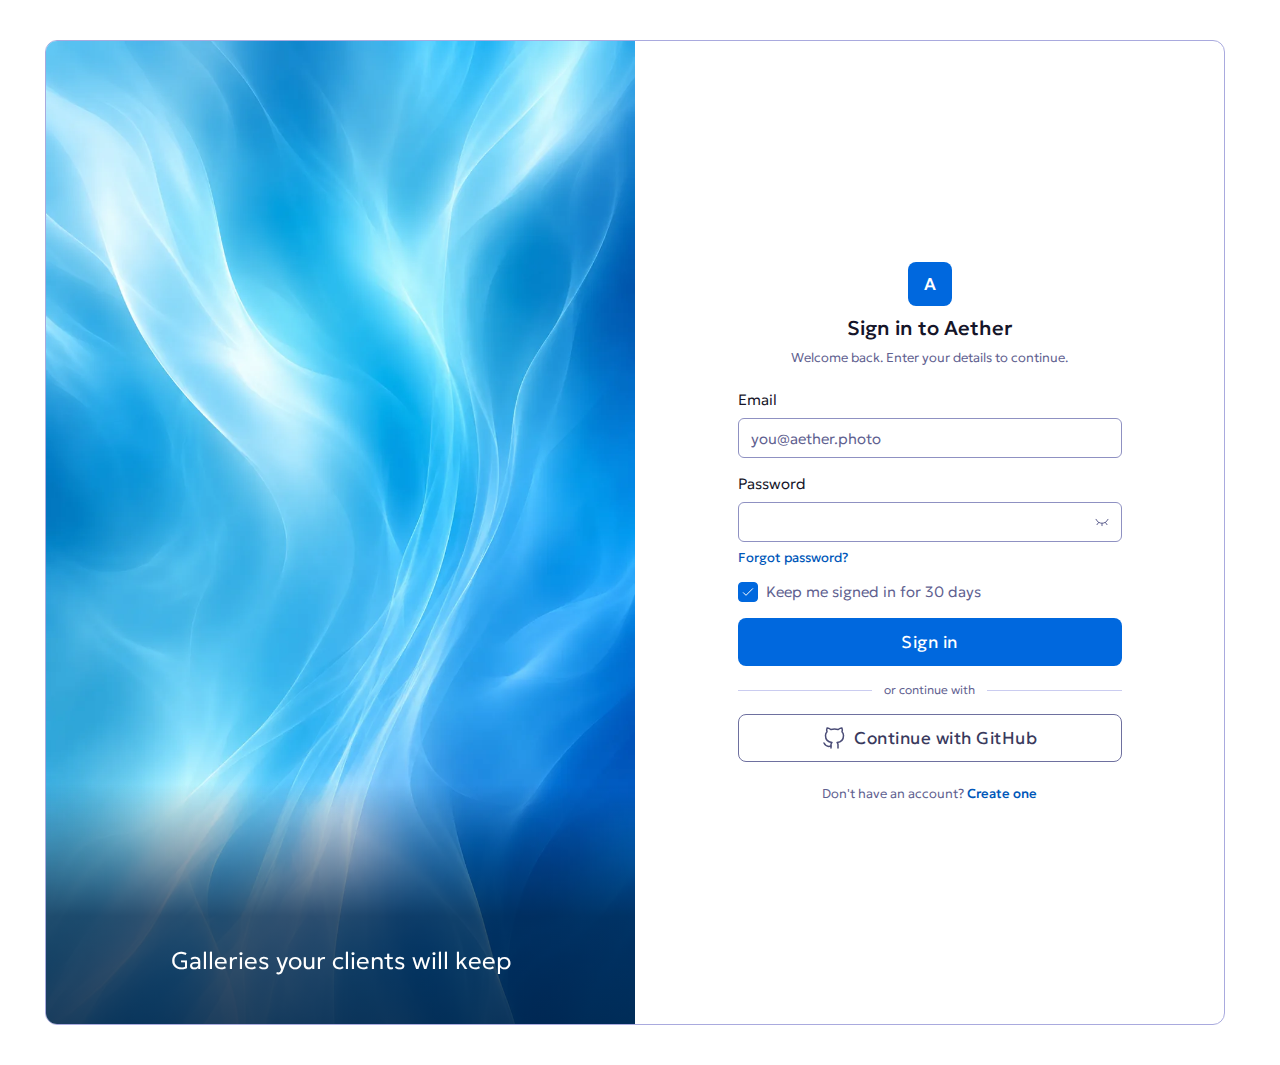 A
Sign in to Aether
Welcome back. Enter your details to continue.
Email
you@aether.photo
Password
Forgot password?
Keep me signed in for 30 days
Sign in
or continue with
Continue with GitHub
Don't have an account? Create one
Galleries your clients will keep